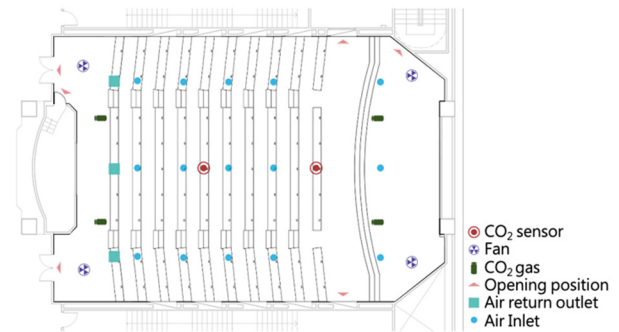 CO₂ sensor
Fan
CO₂ gas
Opening position
Air return outlet
Air Inlet